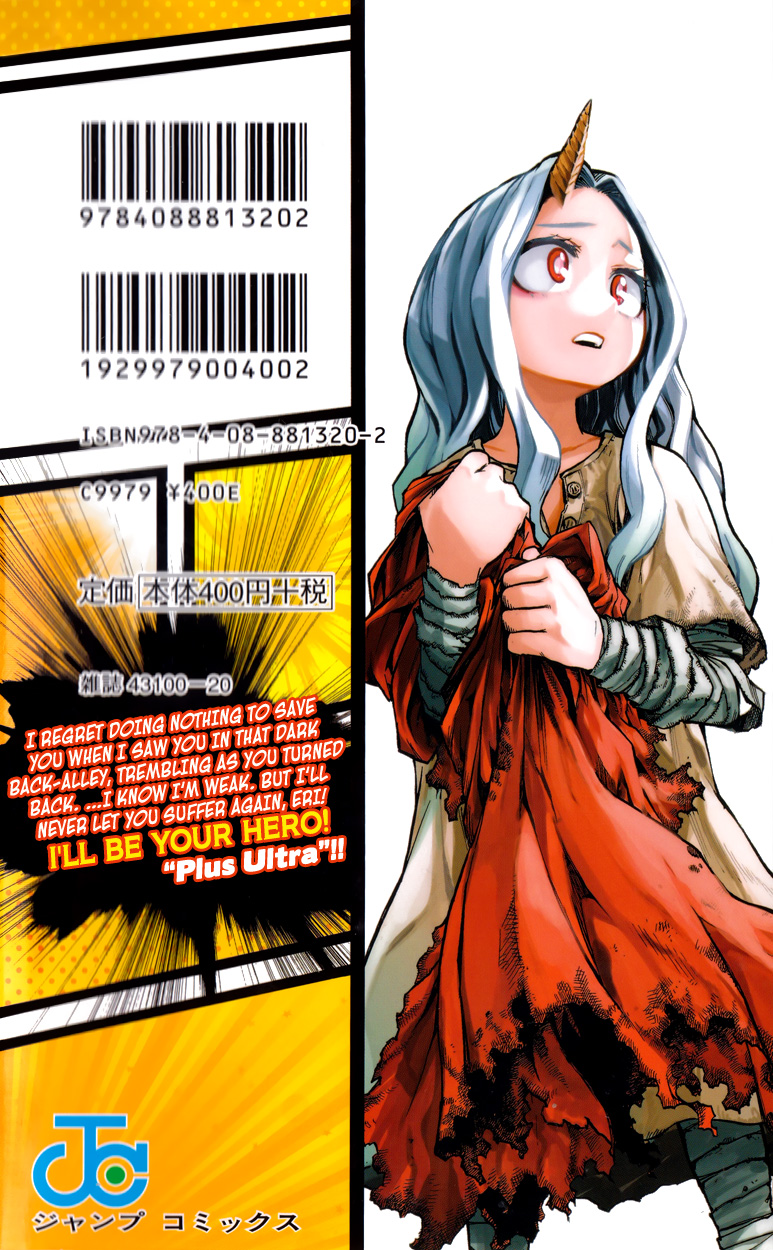 9784088813202
1929979004002
ISBN978-4-08-881320-2
C9979 ¥400E
定価 本体400円十税
雑誌 43100-20
I REGRET DOING NOTHING TO SAVE
YOU WHEN I SAW YOU IN THAT DARK
BACK-ALLEY, TREMBLING AS YOU TURNED
BACK. ...I KNOW I'M WEAK. BUT I'LL
NEVER LET YOU SUFFER AGAIN, ERI!
I'LL BE YOUR HERO!
“Plus Ultra”!!
JC
ジャンプ コミックス